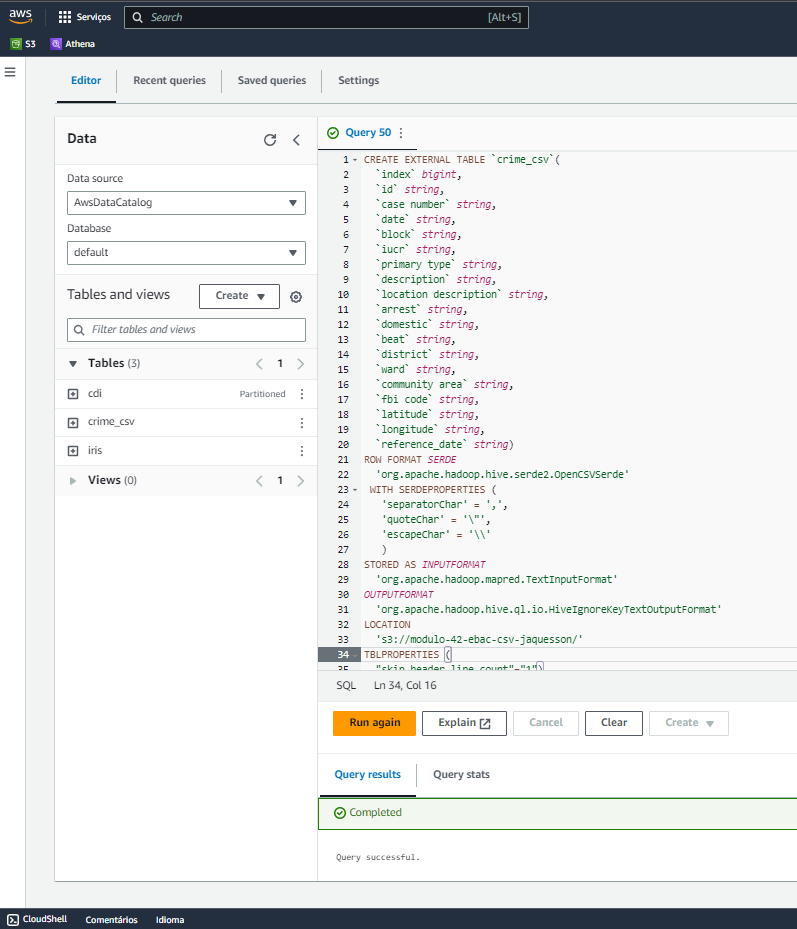 aws
Serviços
Search
[Alt+S]
S3
Athena
Editor
Recent queries
Saved queries
Settings
Data
Data source
AwsDataCatalog
Database
default
Tables and views
Create
Filter tables and views
Tables (3)
1
cdi
Partitioned
crime_csv
iris
Views (0)
1
Query 50
1 CREATE EXTERNAL TABLE `crime_csv`(
2 `index` bigint,
3 `id` string,
4 `case number` string,
5 `date` string,
6 `block` string,
7 `iucr` string,
8 `primary type` string,
9 `description` string,
10 `location description` string,
11 `arrest` string,
12 `domestic` string,
13 `beat` string,
14 `district` string,
15 `ward` string,
16 `community area` string,
17 `fbi code` string,
18 `latitude` string,
19 `longitude` string,
20 `reference_date` string)
21 ROW FORMAT SERDE
22 'org.apache.hadoop.hive.serde2.OpenCSVSerde'
23 WITH SERDEPROPERTIES (
24 'separatorChar' = ',',
25 'quoteChar' = '\"',
26 'escapeChar' = '\\'
27 )
28 STORED AS INPUTFORMAT
29 'org.apache.hadoop.mapred.TextInputFormat'
30 OUTPUTFORMAT
31 'org.apache.hadoop.hive.ql.io.HiveIgnoreKeyTextOutputFormat'
32 LOCATION
33 's3://modulo-42-ebac-csv-jaquesson/'
34 TBLPROPERTIES (
35 "skip.header.line.count"="1")
SQL
Ln 34, Col 16
Run again
Explain
Cancel
Clear
Create
Query results
Query stats
Completed
Query successful.
CloudShell
Comentários
Idioma